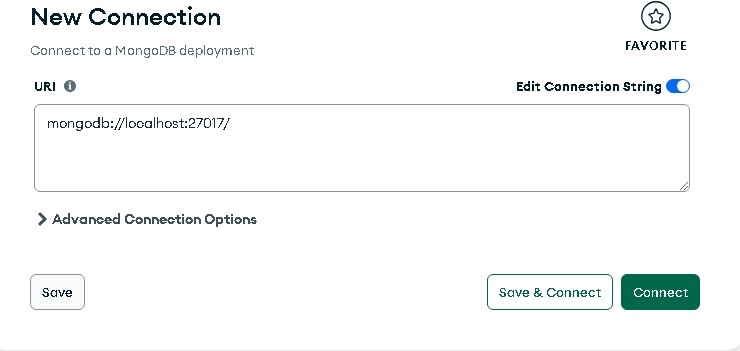 New Connection
FAVORITE
Connect to a MongoDB deployment
URI
Edit Connection String
mongodb://localhost:27017/
Advanced Connection Options
Save
Save & Connect
Connect